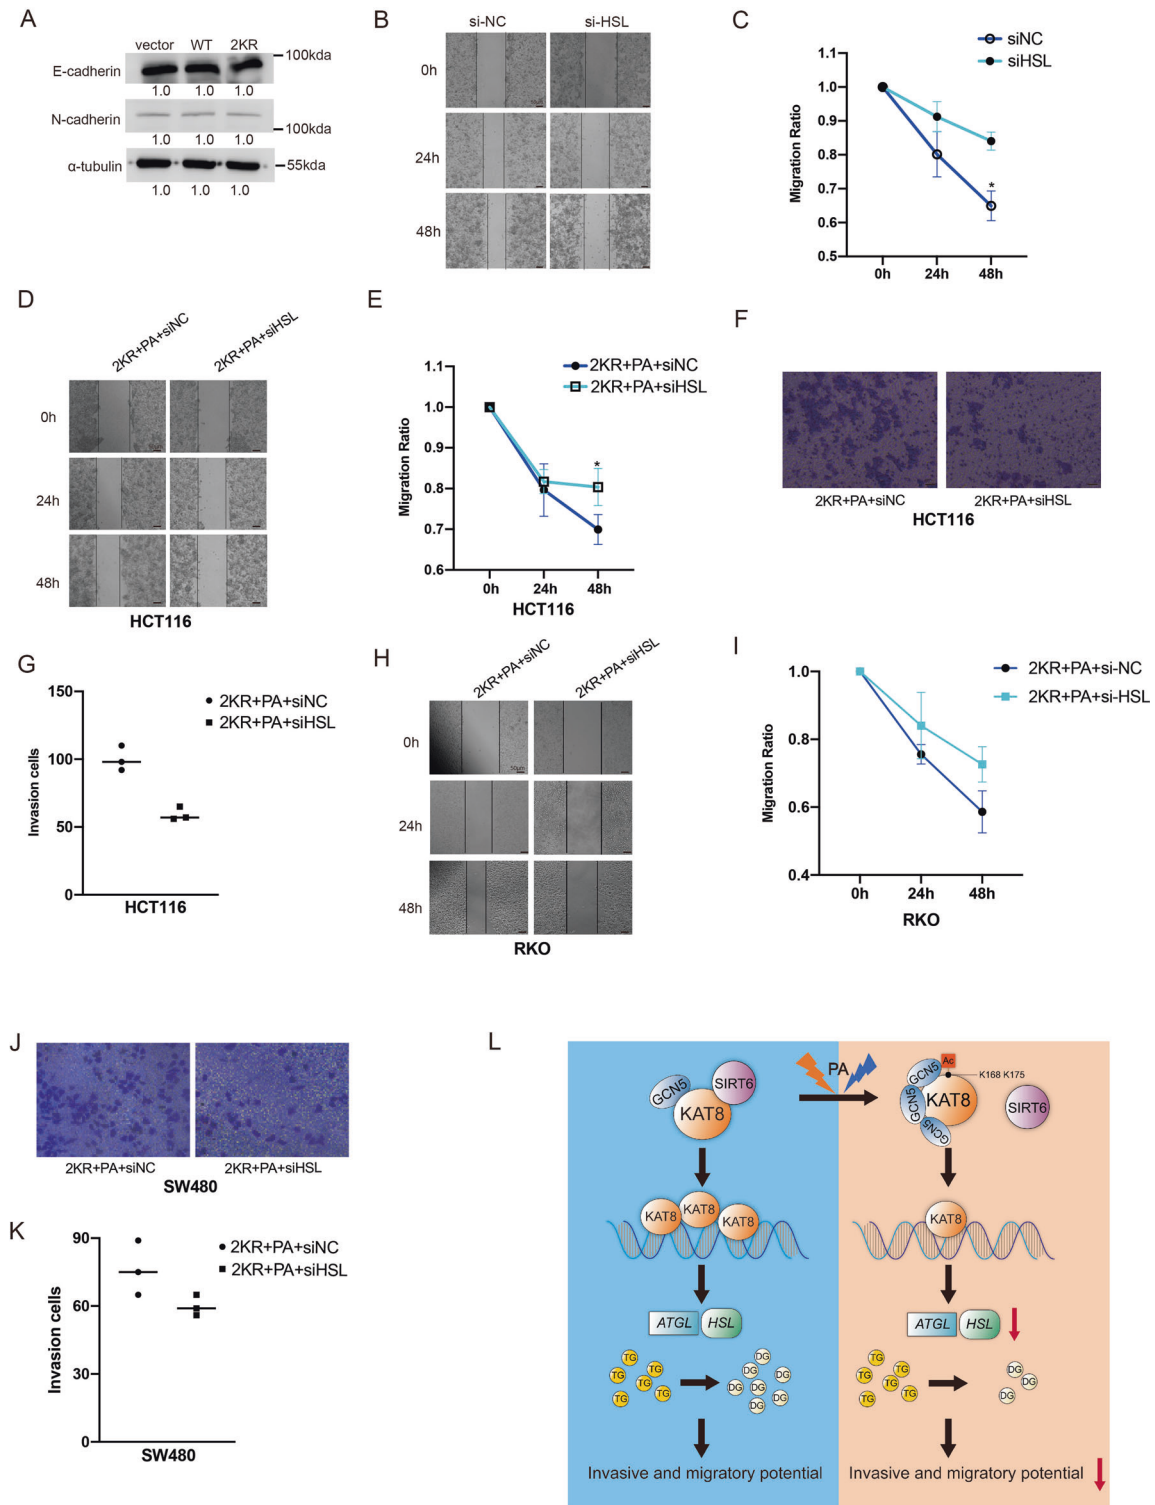 A
vector WT 2KR
E-cadherin
100kda
1.0 1.0 1.0
N-cadherin
100kda
1.0 1.0 1.0
α-tubulin
55kda
1.0 1.0 1.0
B
si-NC si-HSL
0h
24h
48h
C
siNC
siHSL
Migration Ratio
1.1
1.0
0.9
0.8
0.7
0.6
0.5
*
0h 24h 48h
D
2KR+PA+siNC
2KR+PA+siHSL
0h
24h
48h
HCT116
E
2KR+PA+siNC
2KR+PA+siHSL
Migration Ratio
1.1
1.0
0.9
0.8
0.7
0.6
*
0h 24h 48h
HCT116
F
2KR+PA+siNC 2KR+PA+siHSL
HCT116
G
2KR+PA+siNC
2KR+PA+siHSL
Invasion cells
150
100
50
0
HCT116
H
2KR+PA+siNC
2KR+PA+siHSL
0h
50μm
24h
48h
RKO
I
2KR+PA+si-NC
2KR+PA+si-HSL
Migration Ratio
1.0
0.8
0.6
0.4
0h 24h 48h
RKO
J
2KR+PA+siNC 2KR+PA+siHSL
SW480
K
2KR+PA+siNC
2KR+PA+siHSL
Invasion cells
90
60
30
0
SW480
L
GCN5 SIRT6
KAT8
PA
Ac
K168 K175
GCN5
GCN5
GCN5
KAT8
SIRT6
KAT8 KAT8 KAT8
KAT8
ATGL HSL
ATGL HSL
TG TG TG TG TG TG
DG DG DG DG DG DG DG
TG TG TG TG TG TG
DG DG DG
Invasive and migratory potential
Invasive and migratory potential